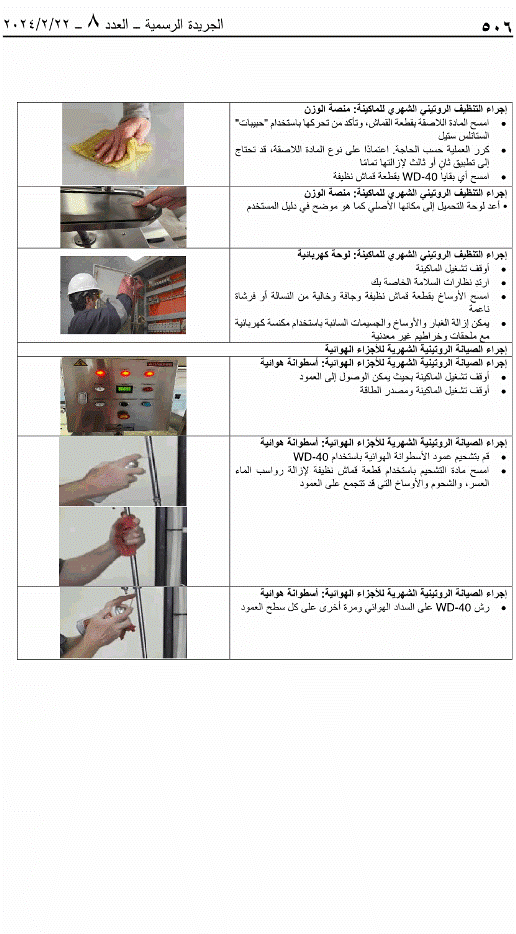 ٥٠٦
الجريدة الرسمية – العدد ٨ – ٢٠٢٤/٢/٢٢
إجراء التنظيف الروتيني الشهري للماكينة: منصة الوزن
• امسح المادة اللاصقة بقطعة القماش، وتأكد من تحركها باستخدام "حبيبات"
الستانلس ستيل
• كرر العملية حسب الحاجة. اعتمادًا على نوع المادة اللاصقة، قد تحتاج
إلى تطبيق ثانٍ أو ثالث لإزالتها تمامًا
• امسح أي بقايا WD-40 بقطعة قماش نظيفة
إجراء التنظيف الروتيني الشهري للماكينة: منصة الوزن
• أعد لوحة التحميل إلى مكانها الأصلي كما هو موضح في دليل المستخدم
إجراء التنظيف الروتيني الشهري للماكينة: لوحة كهربائية
• أوقف تشغيل الماكينة
• ارتدِ نظارات السلامة الخاصة بك
• امسح الأوساخ بقطعة قماش نظيفة وجافة وخالية من النسالة أو فرشاة
ناعمة
• يمكن إزالة الغبار والأوساخ والجسيمات السائبة باستخدام مكنسة كهربائية
مع ملحقات وخراطيم غير معدنية
إجراء الصيانة الروتينية الشهرية للأجزاء الهوائية
إجراء الصيانة الروتينية الشهرية للأجزاء الهوائية: أسطوانة هوائية
• أوقف تشغيل الماكينة بحيث يمكن الوصول إلى العمود
• أوقف تشغيل الماكينة ومصدر الطاقة
إجراء الصيانة الروتينية الشهرية للأجزاء الهوائية: أسطوانة هوائية
• قم بتشحيم عمود الأسطوانة الهوائية باستخدام WD-40
• امسح مادة التشحيم باستخدام قطعة قماش نظيفة لإزالة رواسب الماء
العسر، والشحوم والأوساخ التي قد تتجمع على العمود
إجراء الصيانة الروتينية الشهرية للأجزاء الهوائية: أسطوانة هوائية
• رش WD-40 على السداد الهوائي ومرة أخرى على كل سطح العمود